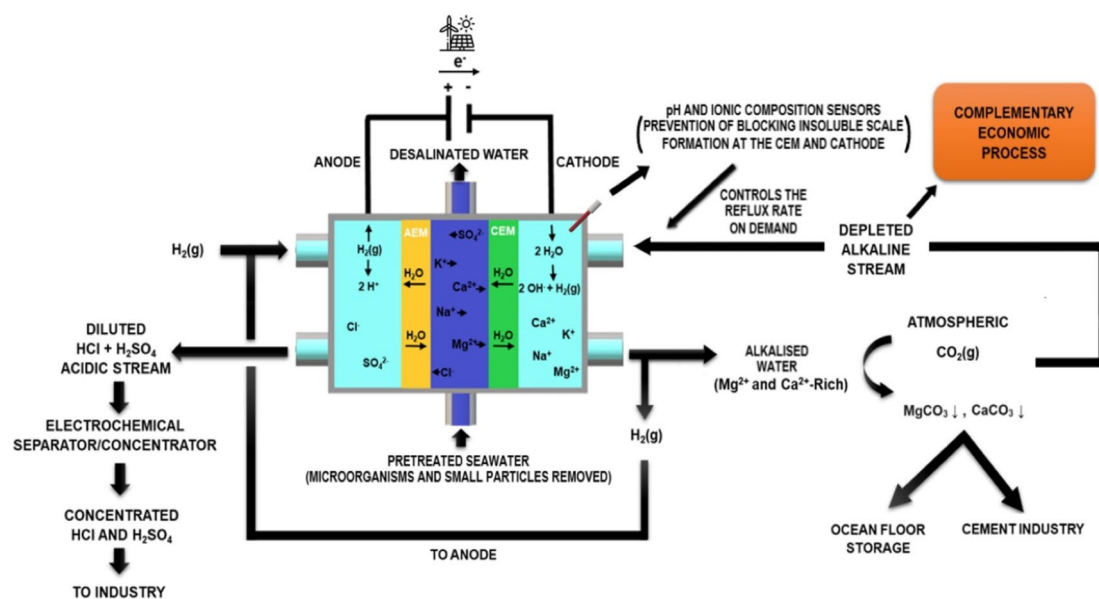 e⁻
+ -
pH AND IONIC COMPOSITION SENSORS
PREVENTION OF BLOCKING INSOLUBLE SCALE
FORMATION AT THE CEM AND CATHODE
COMPLEMENTARY
ECONOMIC
PROCESS
ANODE
DESALINATED WATER
CATHODE
CONTROLS THE
REFLUX RATE
ON DEMAND
DEPLETED
ALKALINE
STREAM
H₂(g)
H₂(g)
2 H⁺
Cl⁻
SO₄²⁻
AEM
H₂O
H₂O
SO₄²⁻
K⁺
Ca²⁺
Na⁺
Mg²⁺
Cl⁻
CEM
H₂O
H₂O
2 H₂O
2 OH⁻ + H₂(g)
Ca²⁺
K⁺
Na⁺
Mg²⁺
DILUTED
HCl + H₂SO₄
ACIDIC STREAM
ELECTROCHEMICAL
SEPARATOR/CONCENTRATOR
CONCENTRATED
HCl AND H₂SO₄
TO INDUSTRY
PRETREATED SEAWATER
(MICROORGANISMS AND SMALL PARTICLES REMOVED)
TO ANODE
H₂(g)
ALKALISED
WATER
(Mg²⁺ and Ca²⁺-Rich)
ATMOSPHERIC
CO₂(g)
MgCO₃ ↓ , CaCO₃ ↓
OCEAN FLOOR
STORAGE
CEMENT INDUSTRY